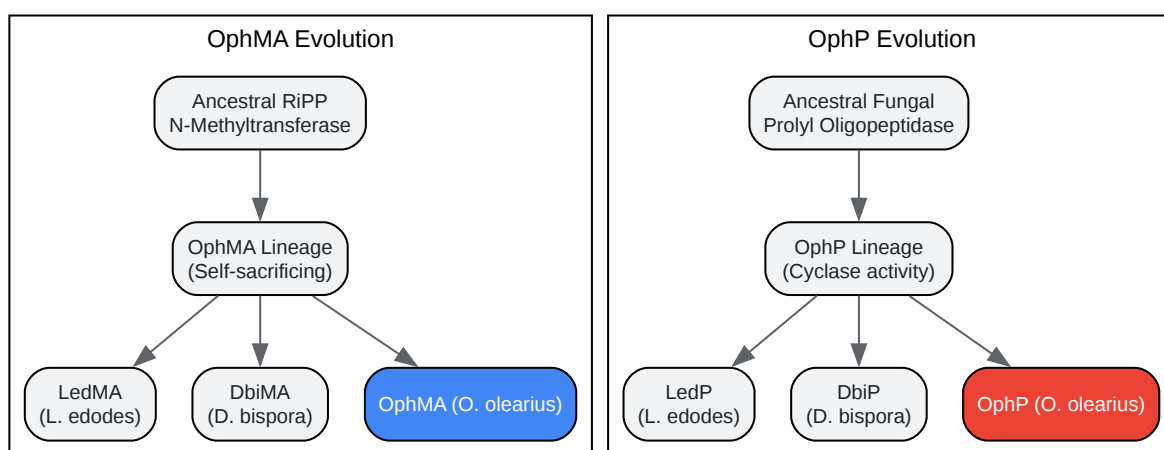 OphMA Evolution
Ancestral RiPP
N-Methyltransferase
OphMA Lineage
(Self-sacrificing)
LedMA
(L. edodes)
DbiMA
(D. bispora)
OphMA (O. olearius)
OphP Evolution
Ancestral Fungal
Prolyl Oligopeptidase
OphP Lineage
(Cyclase activity)
LedP
(L. edodes)
DbiP
(D. bispora)
OphP (O. olearius)